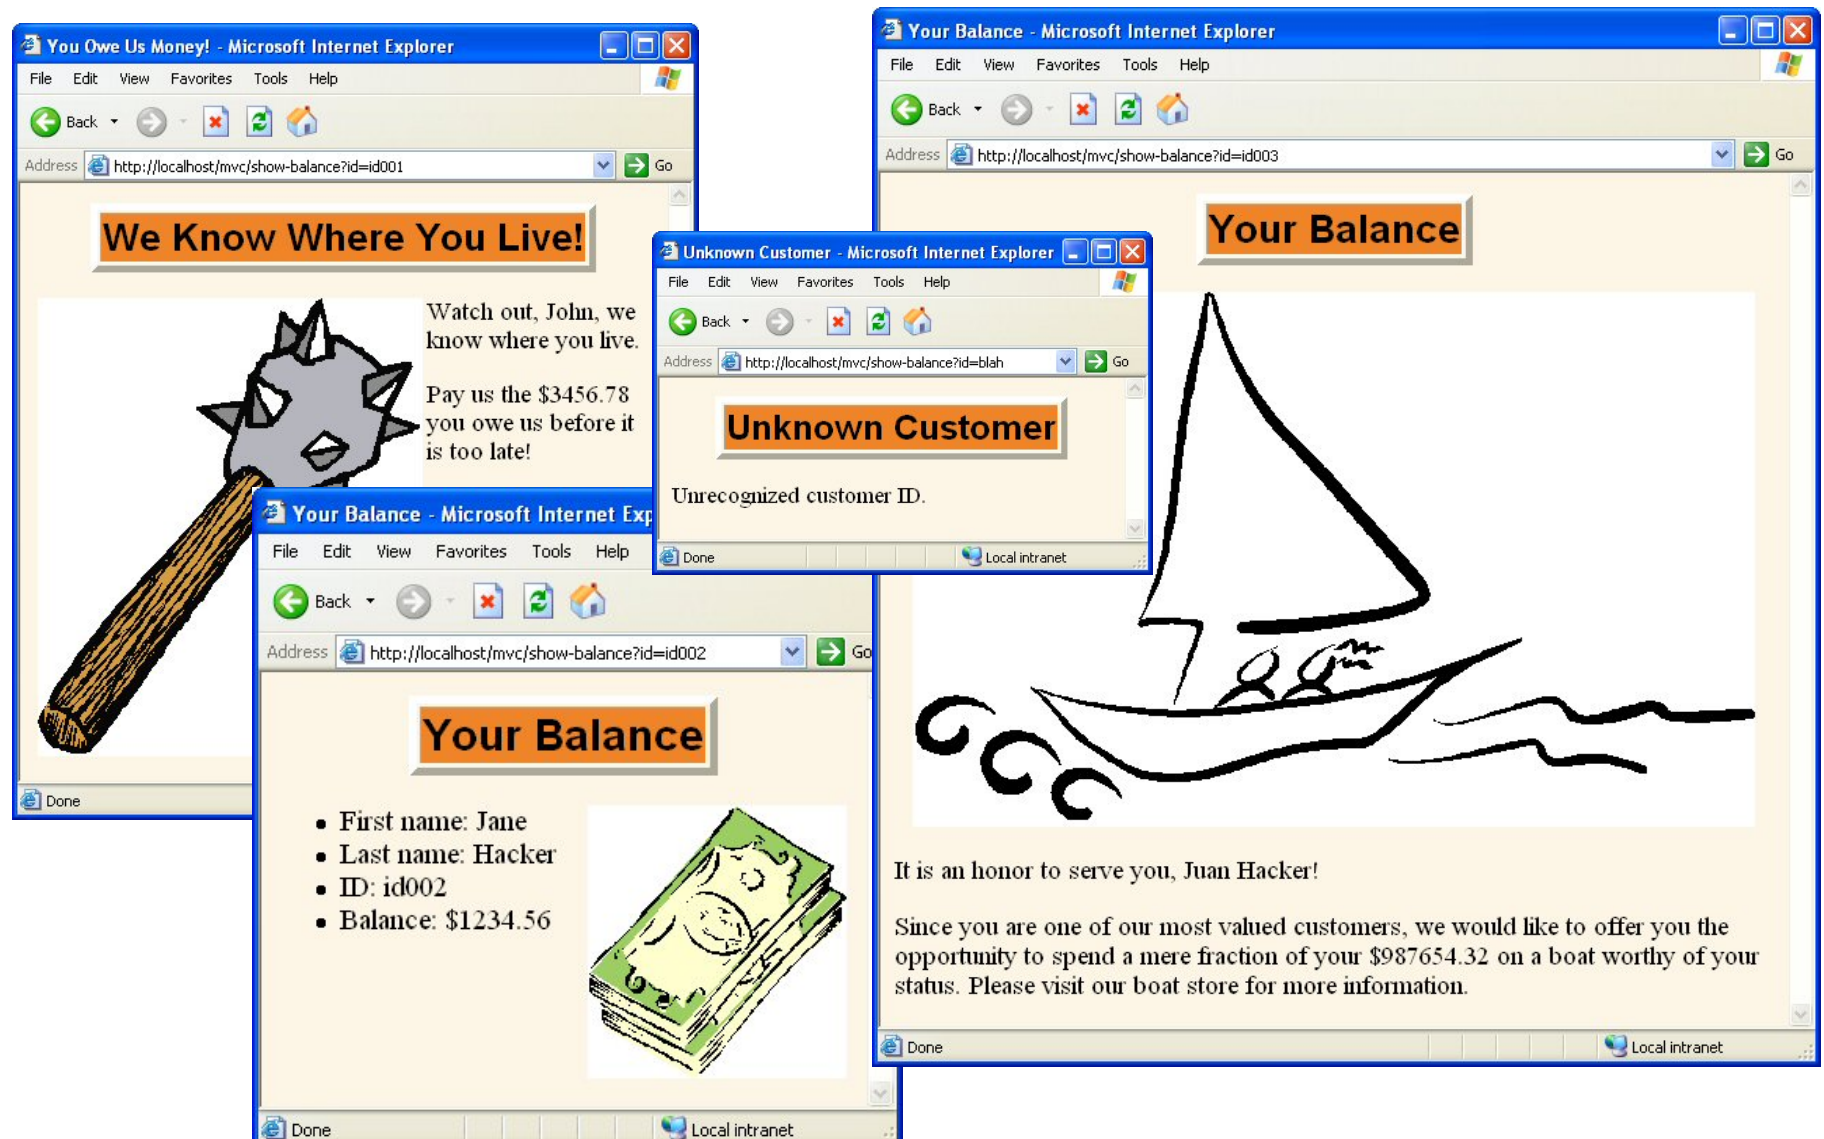 You Owe Us Money! - Microsoft Internet Explorer
File Edit View Favorites Tools Help
Back
Address http://localhost/mvc/show-balance?id=id001 Go
We Know Where You Live!
Watch out, John, we
know where you live.
Pay us the $3456.78
you owe us before it
is too late!
Done
Your Balance - Microsoft Internet Exp
File Edit View Favorites Tools Help
Back
Address http://localhost/mvc/show-balance?id=id002 Go
Your Balance
• First name: Jane
• Last name: Hacker
• ID: id002
• Balance: $1234.56
Done Local intranet
Unknown Customer - Microsoft Internet Explorer
File Edit View Favorites Tools Help
Back
Address http://localhost/mvc/show-balance?id=blah Go
Unknown Customer
Unrecognized customer ID.
Done Local intranet
Your Balance - Microsoft Internet Explorer
File Edit View Favorites Tools Help
Back
Address http://localhost/mvc/show-balance?id=id003 Go
Your Balance
It is an honor to serve you, Juan Hacker!
Since you are one of our most valued customers, we would like to offer you the
opportunity to spend a mere fraction of your $987654.32 on a boat worthy of your
status. Please visit our boat store for more information.
Done Local intranet